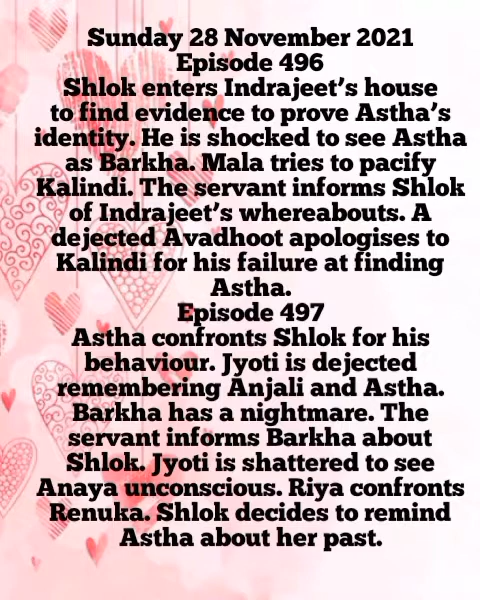 Sunday 28 November 2021
Episode 496
Shlok enters Indrajeet's house
to find evidence to prove Astha's
identity. He is shocked to see Astha
as Barkha. Mala tries to pacify
Kalindi. The servant informs Shlok
of Indrajeet's whereabouts. A
dejected Avadhoot apologises to
Kalindi for his failure at finding
Astha.
Episode 497
Astha confronts Shlok for his
behaviour. Jyoti is dejected
remembering Anjali and Astha.
Barkha has a nightmare. The
servant informs Barkha about
Shlok. Jyoti is shattered to see
Anaya unconscious. Riya confronts
Renuka. Shlok decides to remind
Astha about her past.